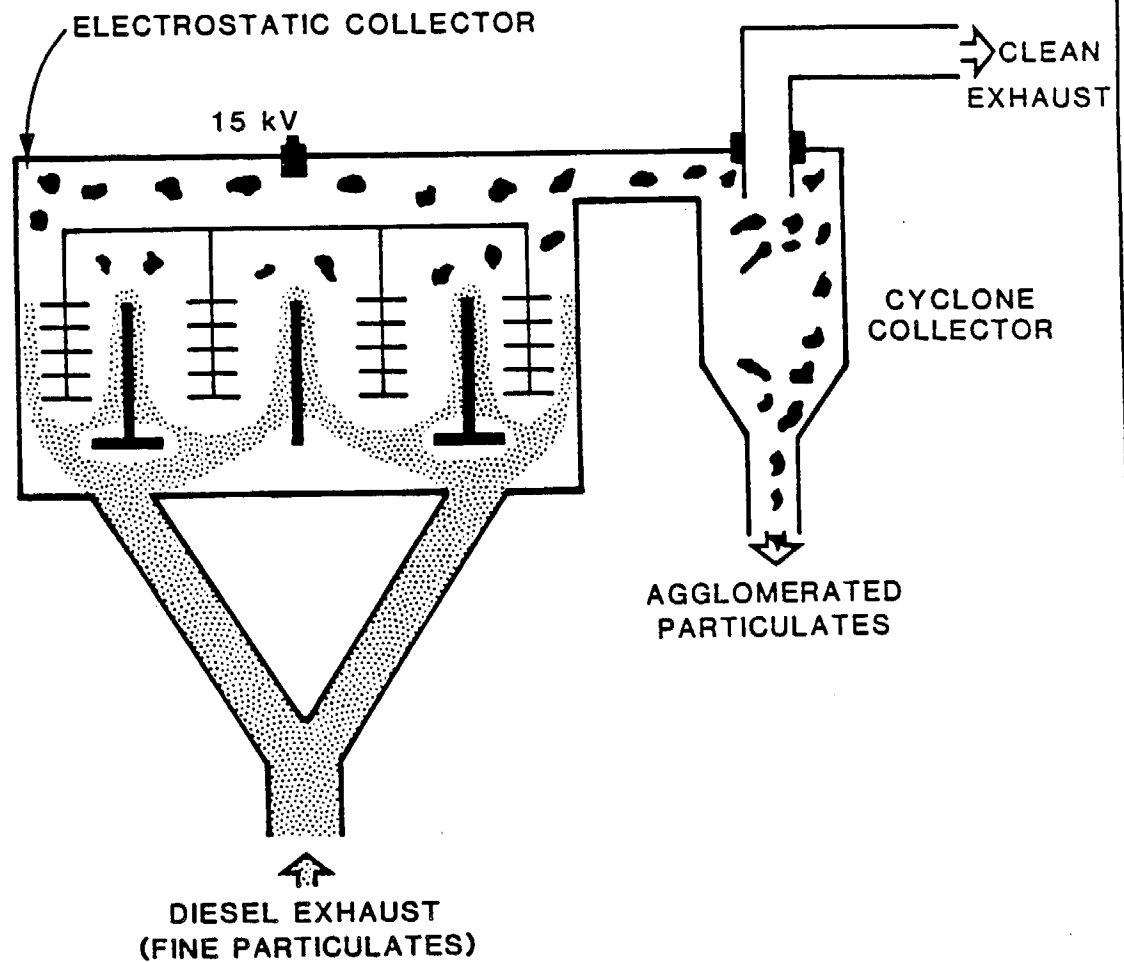 ELECTROSTATIC COLLECTOR
CLEAN
EXHAUST
15 kV
CYCLONE
COLLECTOR
AGGLOMERATED
PARTICULATES
DIESEL EXHAUST
(FINE PARTICULATES)